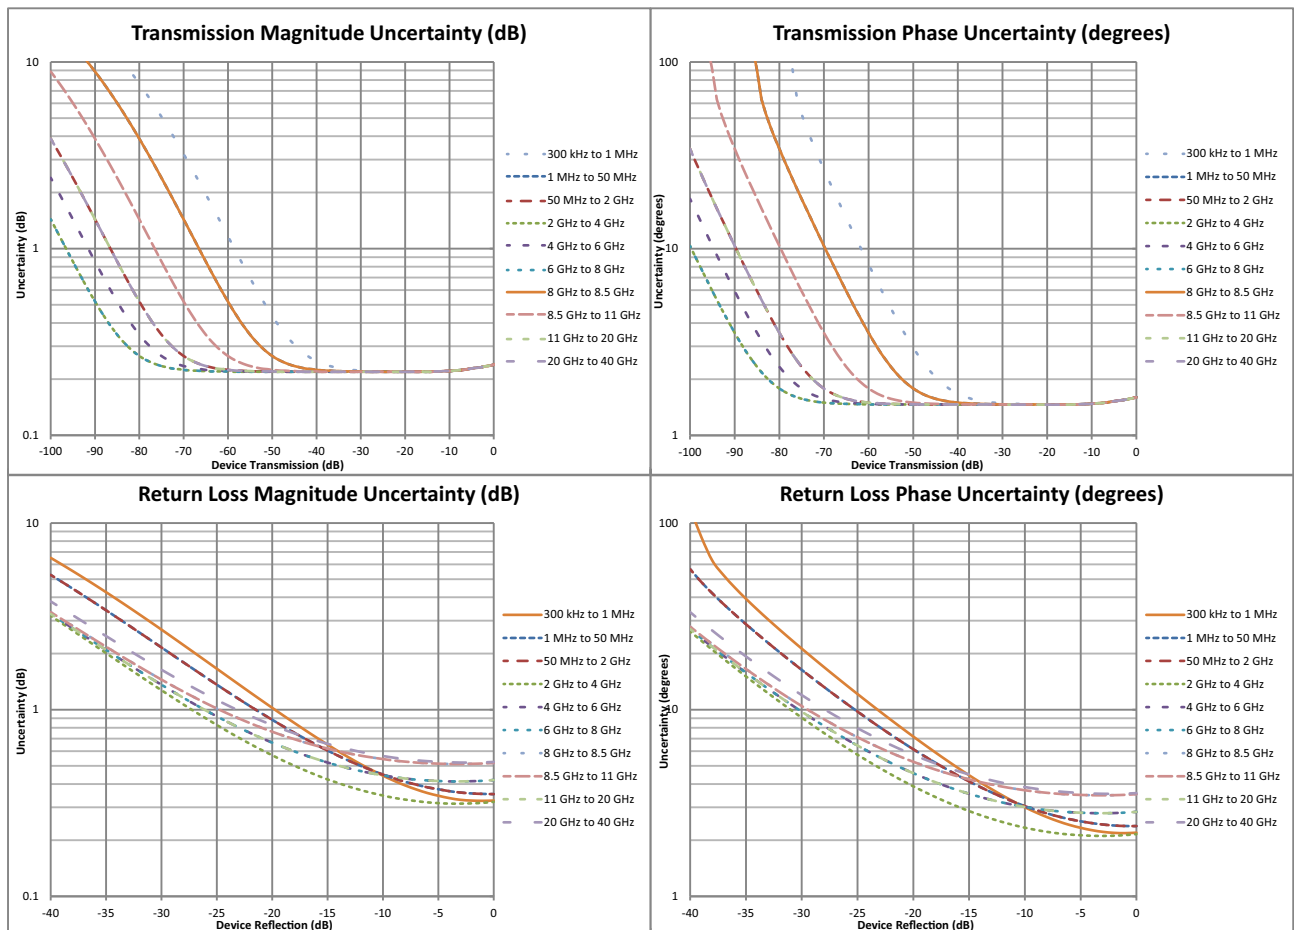 Transmission Magnitude Uncertainty (dB)
10
1
0.1
Uncertainty (dB)
-100 -90 -80 -70 -60 -50 -40 -30 -20 -10 0
Device Transmission (dB)
300 kHz to 1 MHz
1 MHz to 50 MHz
50 MHz to 2 GHz
2 GHz to 4 GHz
4 GHz to 6 GHz
6 GHz to 8 GHz
8 GHz to 8.5 GHz
8.5 GHz to 11 GHz
11 GHz to 20 GHz
20 GHz to 40 GHz
Transmission Phase Uncertainty (degrees)
100
10
1
Uncertainty (degrees)
-100 -90 -80 -70 -60 -50 -40 -30 -20 -10 0
Device Transmission (dB)
300 kHz to 1 MHz
1 MHz to 50 MHz
50 MHz to 2 GHz
2 GHz to 4 GHz
4 GHz to 6 GHz
6 GHz to 8 GHz
8 GHz to 8.5 GHz
8.5 GHz to 11 GHz
11 GHz to 20 GHz
20 GHz to 40 GHz
Return Loss Magnitude Uncertainty (dB)
10
1
0.1
Uncertainty (dB)
-40 -35 -30 -25 -20 -15 -10 -5 0
Device Reflection (dB)
300 kHz to 1 MHz
1 MHz to 50 MHz
50 MHz to 2 GHz
2 GHz to 4 GHz
4 GHz to 6 GHz
6 GHz to 8 GHz
8 GHz to 8.5 GHz
8.5 GHz to 11 GHz
11 GHz to 20 GHz
20 GHz to 40 GHz
Return Loss Phase Uncertainty (degrees)
100
10
1
Uncertainty (degrees)
-40 -35 -30 -25 -20 -15 -10 -5 0
Device Reflection (dB)
300 kHz to 1 MHz
1 MHz to 50 MHz
50 MHz to 2 GHz
2 GHz to 4 GHz
4 GHz to 6 GHz
6 GHz to 8 GHz
8 GHz to 8.5 GHz
8.5 GHz to 11 GHz
11 GHz to 20 GHz
20 GHz to 40 GHz